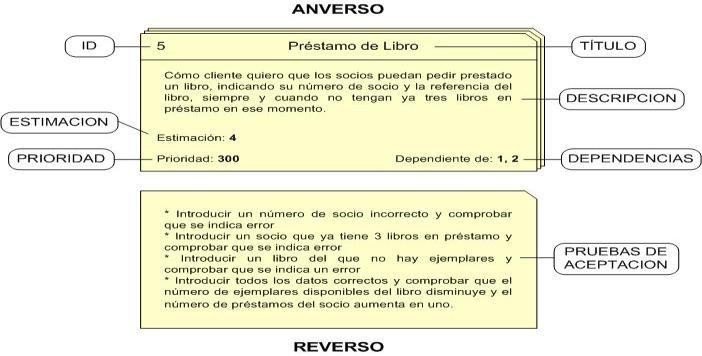 ANVERSO
ID
5 Préstamo de Libro
TÍTULO
Cómo cliente quiero que los socios puedan pedir prestado
un libro, indicando su número de socio y la referencia del
libro, siempre y cuando no tengan ya tres libros en
préstamo en ese momento.
DESCRIPCION
ESTIMACION
Estimación: 4
PRIORIDAD
Prioridad: 300 Dependiente de: 1, 2
DEPENDENCIAS
* Introducir un número de socio incorrecto y comprobar
que se indica error
* Introducir un socio que ya tiene 3 libros en préstamo y
comprobar que se indica error
* Introducir un libro del que no hay ejemplares y
comprobar que se indica un error
* Introducir todos los datos correctos y comprobar que el
número de ejemplares disponibles del libro disminuye y el
número de préstamos del socio aumenta en uno.
PRUEBAS DE
ACEPTACION
REVERSO